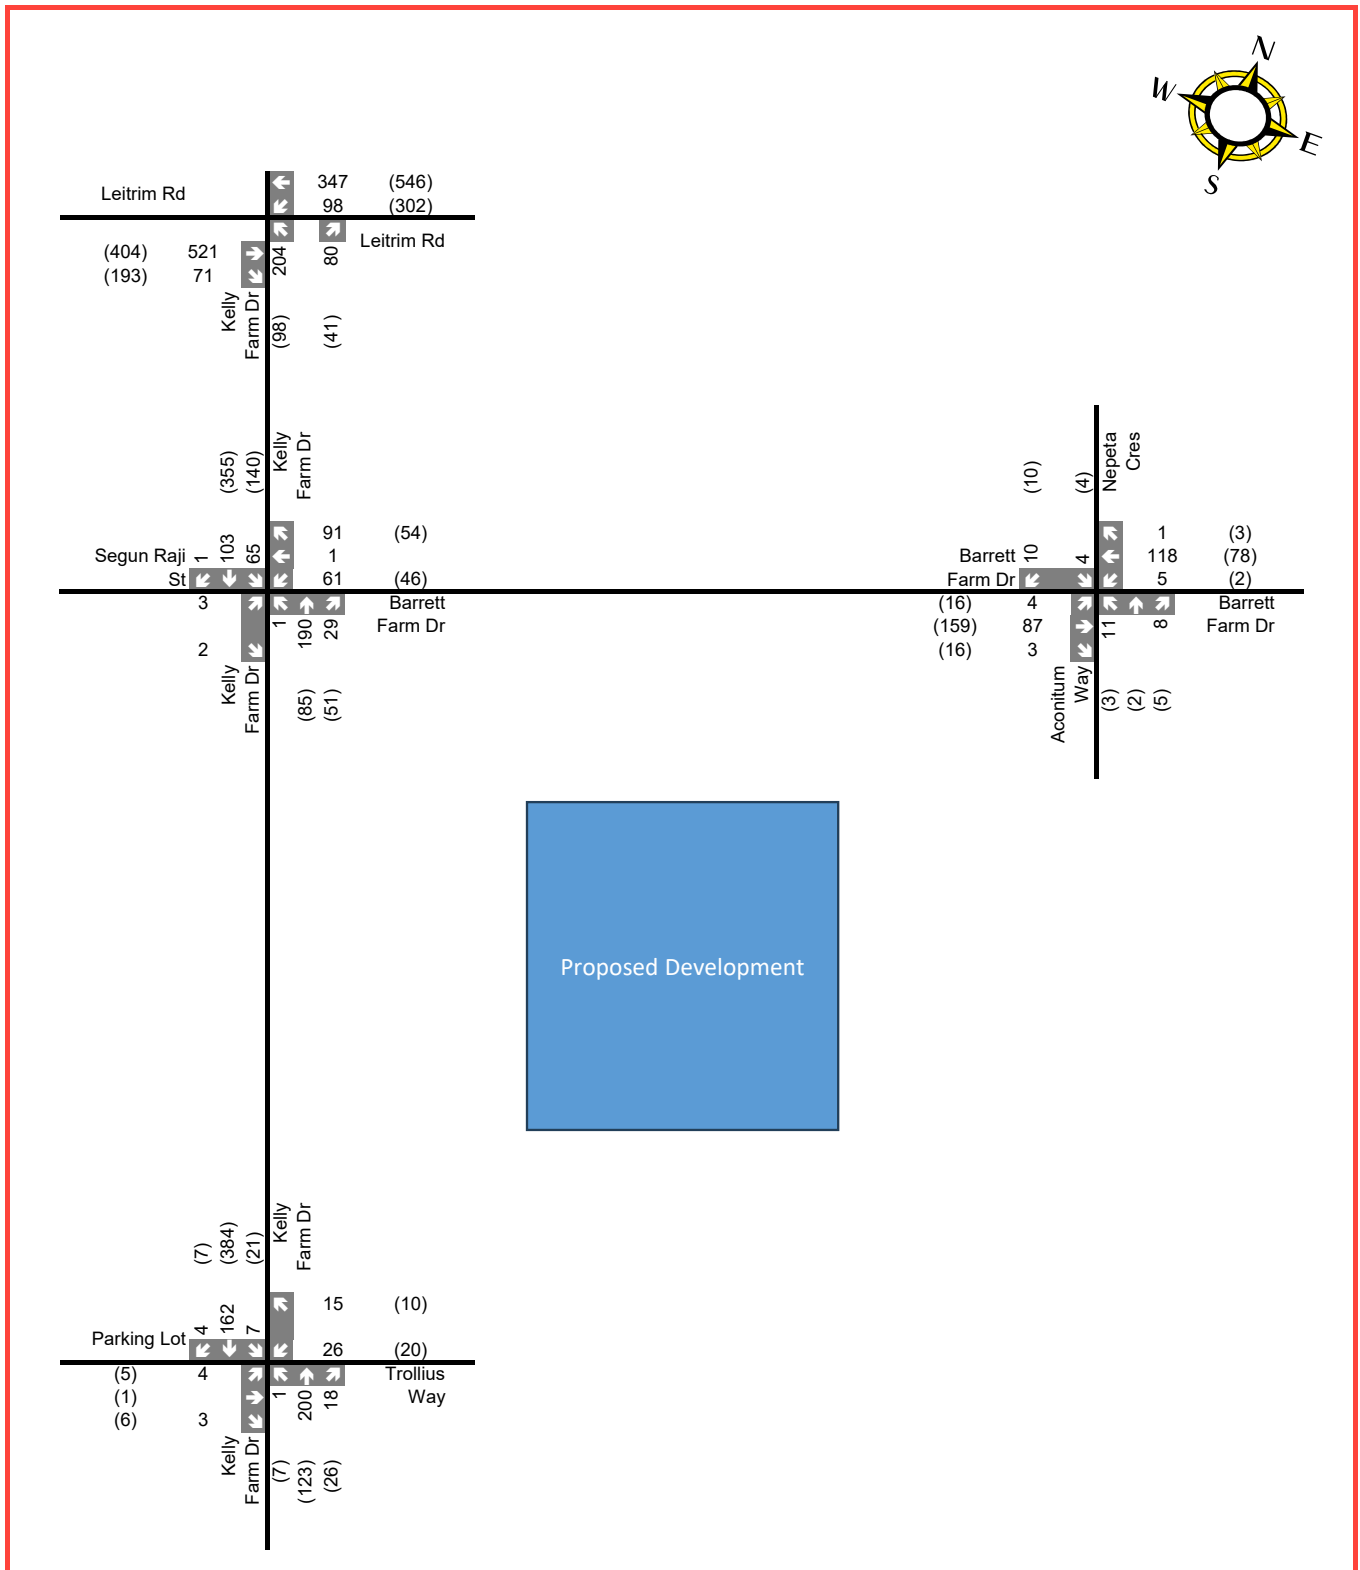 N
W
E
S
Leitrim Rd
347 (546)
98 (302)
Leitrim Rd
(404) 521
(193) 71
204
80
(98)
(41)
Kelly
Farm Dr
Kelly
Farm Dr
(355)
(140)
1
103
65
Segun Raji
St
91 (54)
1
61 (46)
Barrett
Farm Dr
3
2
1
190
29
(85)
(51)
Kelly
Farm Dr
Nepeta
Cres
(10)
(4)
10
4
Barrett
Farm Dr
1 (3)
118 (78)
5 (2)
Barrett
Farm Dr
(16) 4
(159) 87
(16) 3
11
8
(3)
(2)
(5)
Aconitum
Way
Proposed Development
Kelly
Farm Dr
(7)
(384)
(21)
4
162
7
Parking Lot
15 (10)
26 (20)
Trollius
Way
(5) 4
(1)
(6) 3
1
200
18
(7)
(123)
(26)
Kelly
Farm Dr